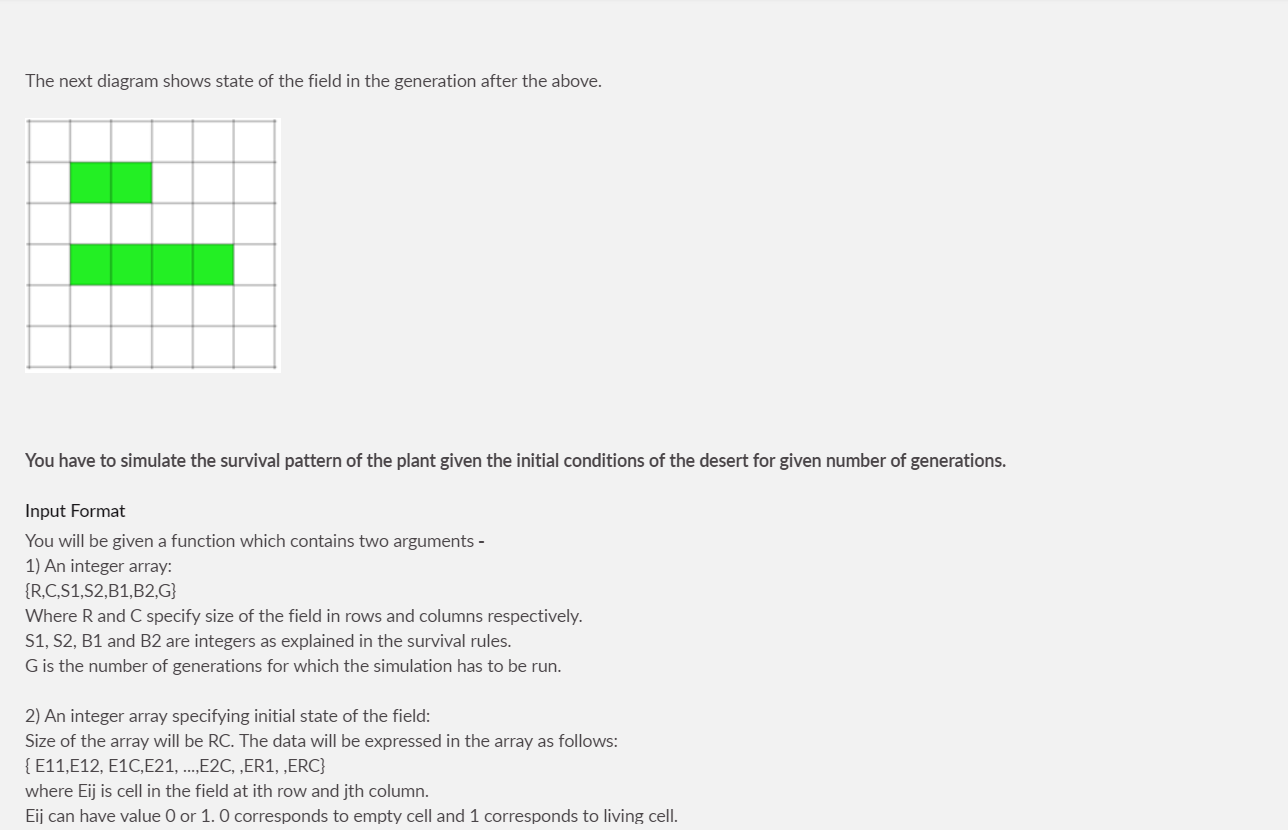 The next diagram shows state of the field in the generation after the above.
You have to simulate the survival pattern of the plant given the initial conditions of the desert for given number of generations.
Input Format
You will be given a function which contains two arguments -
1) An integer array:
{R,C,S1,S2,B1,B2,G}
Where R and C specify size of the field in rows and columns respectively.
S1, S2, B1 and B2 are integers as explained in the survival rules.
G is the number of generations for which the simulation has to be run.
2) An integer array specifying initial state of the field:
Size of the array will be RC. The data will be expressed in the array as follows:
{ E11,E12, E1C,E21, ...,E2C, ,ER1, ,ERC}
where Eij is cell in the field at ith row and jth column.
Eij can have value 0 or 1. 0 corresponds to empty cell and 1 corresponds to living cell.